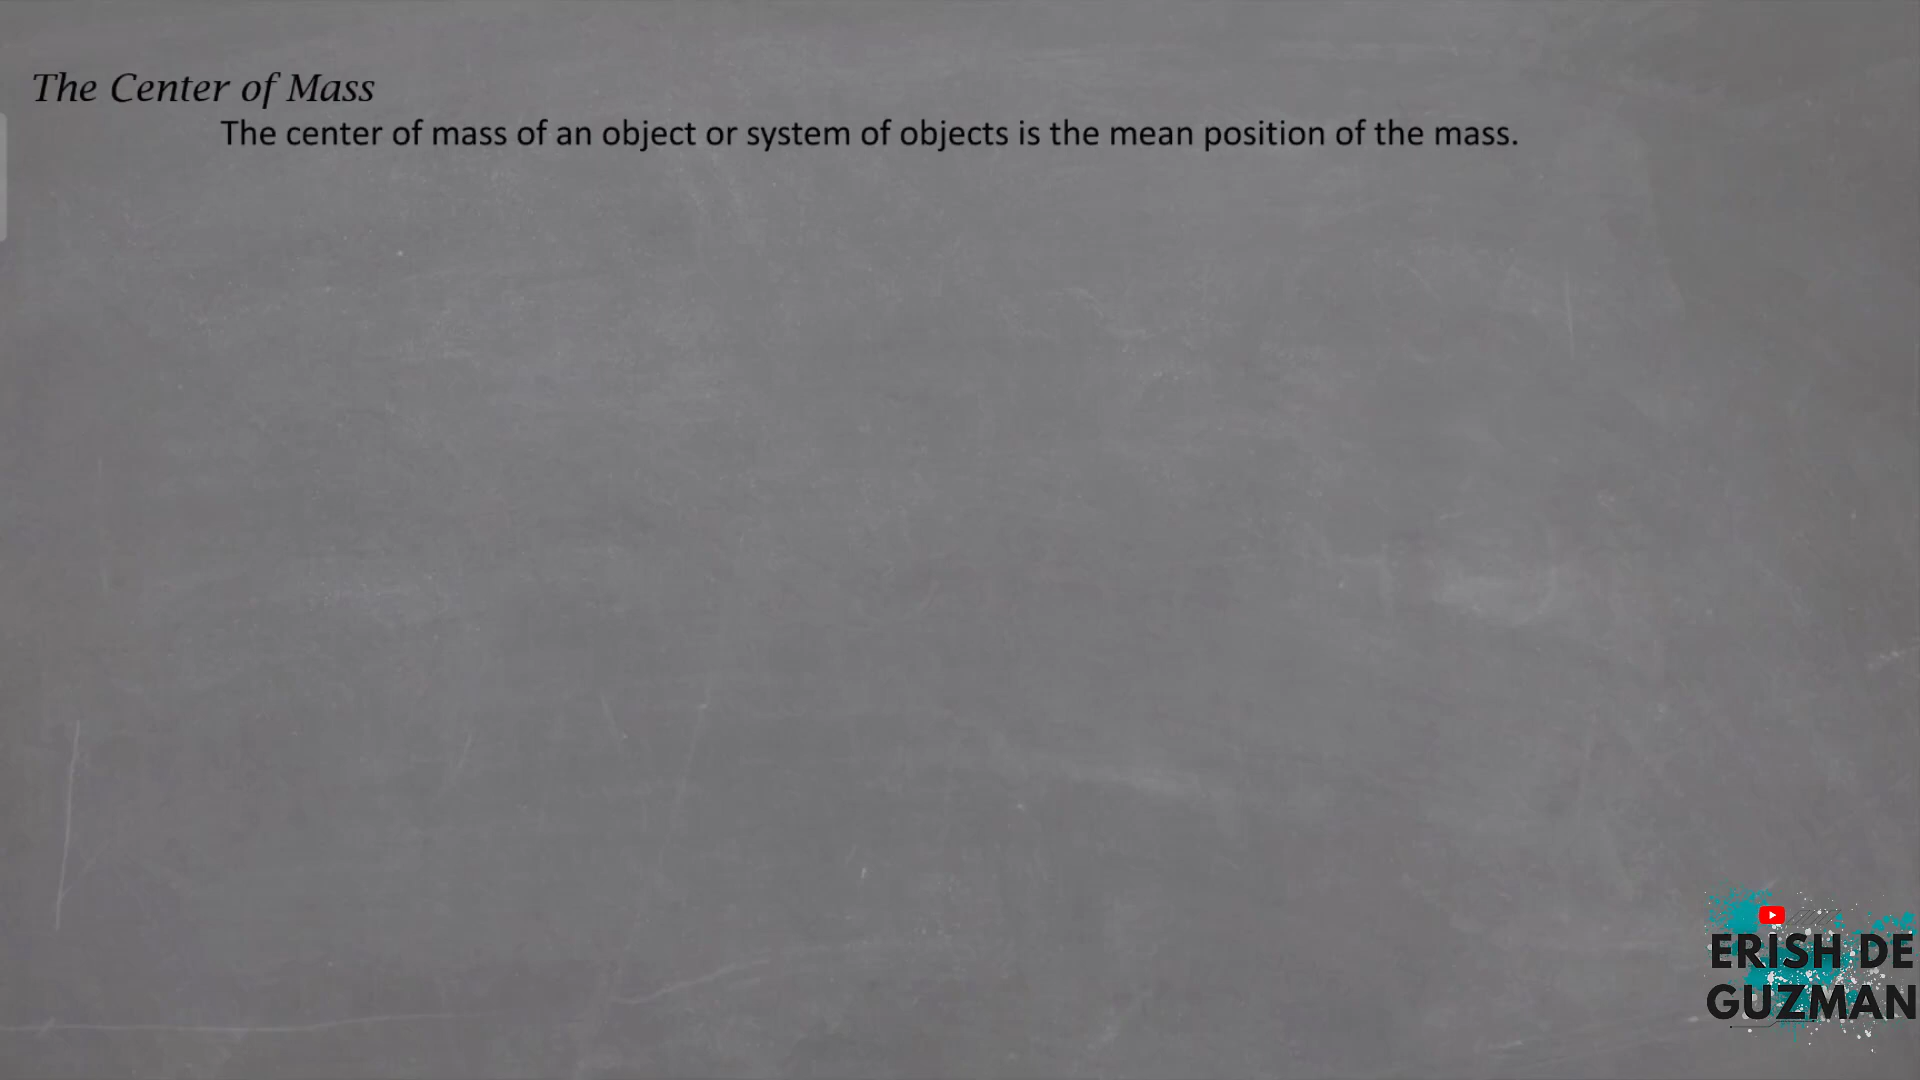 The Center of Mass
The center of mass of an object or system of objects is the mean position of the mass.
ERISH DE
GUZMAN